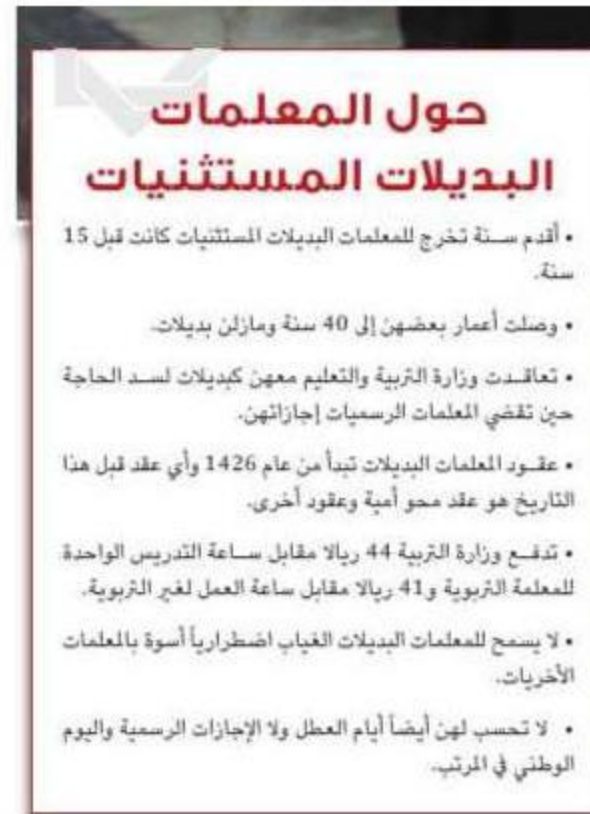 حول المعلمات
البديلات المستثنيات
• أقدم سنة تخرج للمعلمات البديلات المستثنيات كانت قبل 15
سنة.
• وصلت أعمار بعضهن إلى 40 سنة ومازلن بديلات.
• تعاقدت وزارة التربية والتعليم معهن كبديلات لسد الحاجة
حين تقضي المعلمات الرسميات إجازاتهن.
• عقود المعلمات البديلات تبدأ من عام 1426 وأي عقد قبل هذا
التاريخ هو عقد محو أمية وعقود أخرى.
• تدفع وزارة التربية 44 ريالا مقابل ساعة التدريس الواحدة
للمعلمة التربوية و41 ريالا مقابل ساعة العمل لغير التربوية.
• لا يسمح للمعلمات البديلات الغياب اضطرارياً أسوة بالمعلمات
الأخريات.
• لا تحسب لهن أيضاً أيام العطل ولا الإجازات الرسمية واليوم
الوطني في المرتب.